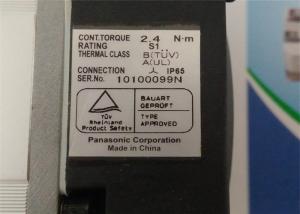 CONT.TORQUE 2.4 N·m
RATING S1
THERMAL CLASS B(TÜV)
A(UL)
CONNECTION 人 IP65
SER.No. 10100099N
TÜV
Rheinland
Product Safety
BAUART
GEPRÜFT
TYPE
APPROVED
Panasonic Corporation
Made in China